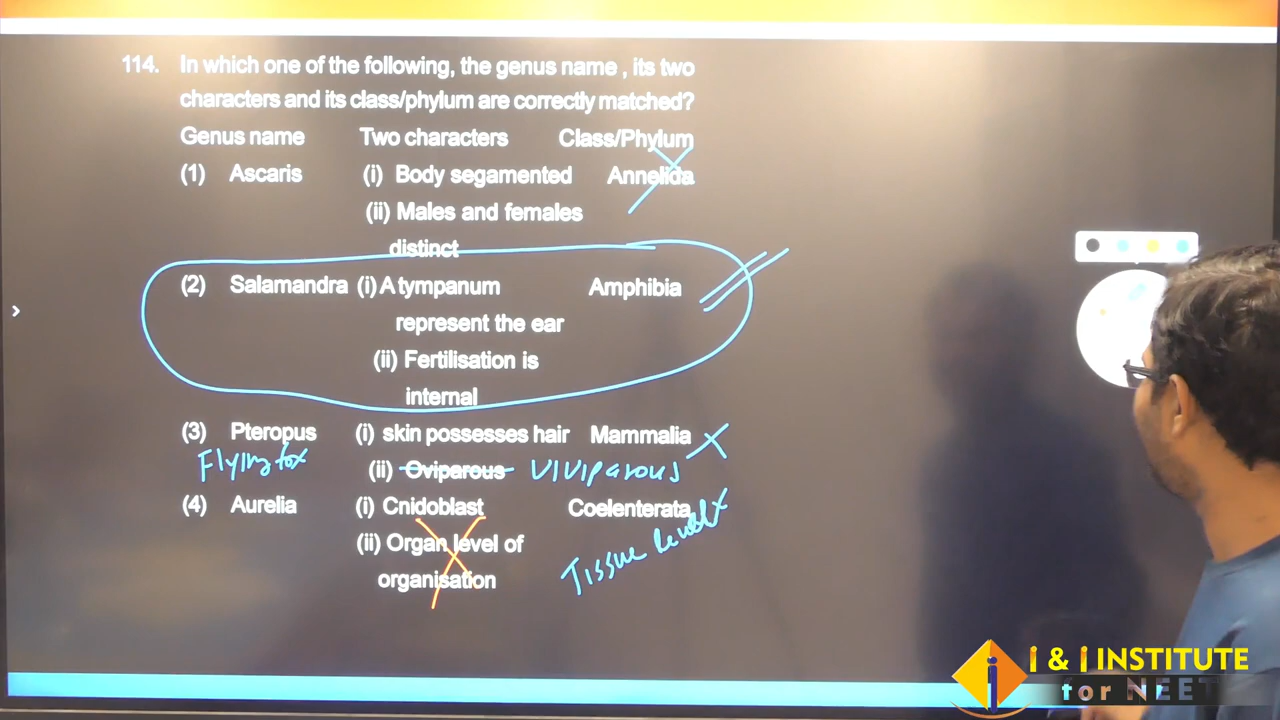 114. In which one of the following, the genus name , its two
characters and its class/phylum are correctly matched?
Genus name Two characters Class/Phylum
(1) Ascaris (i) Body segamented Annelida
(ii) Males and females
distinct
(2) Salamandra (i) A tympanum Amphibia
represent the ear
(ii) Fertilisation is
internal
(3) Pteropus (i) skin possesses hair Mammalia
Flying fox (ii) Oviparous Viviparous
(4) Aurelia (i) Cnidoblast Coelenterata
(ii) Organ level of
organisation Tissue level
i & i INSTITUTE
for NEET